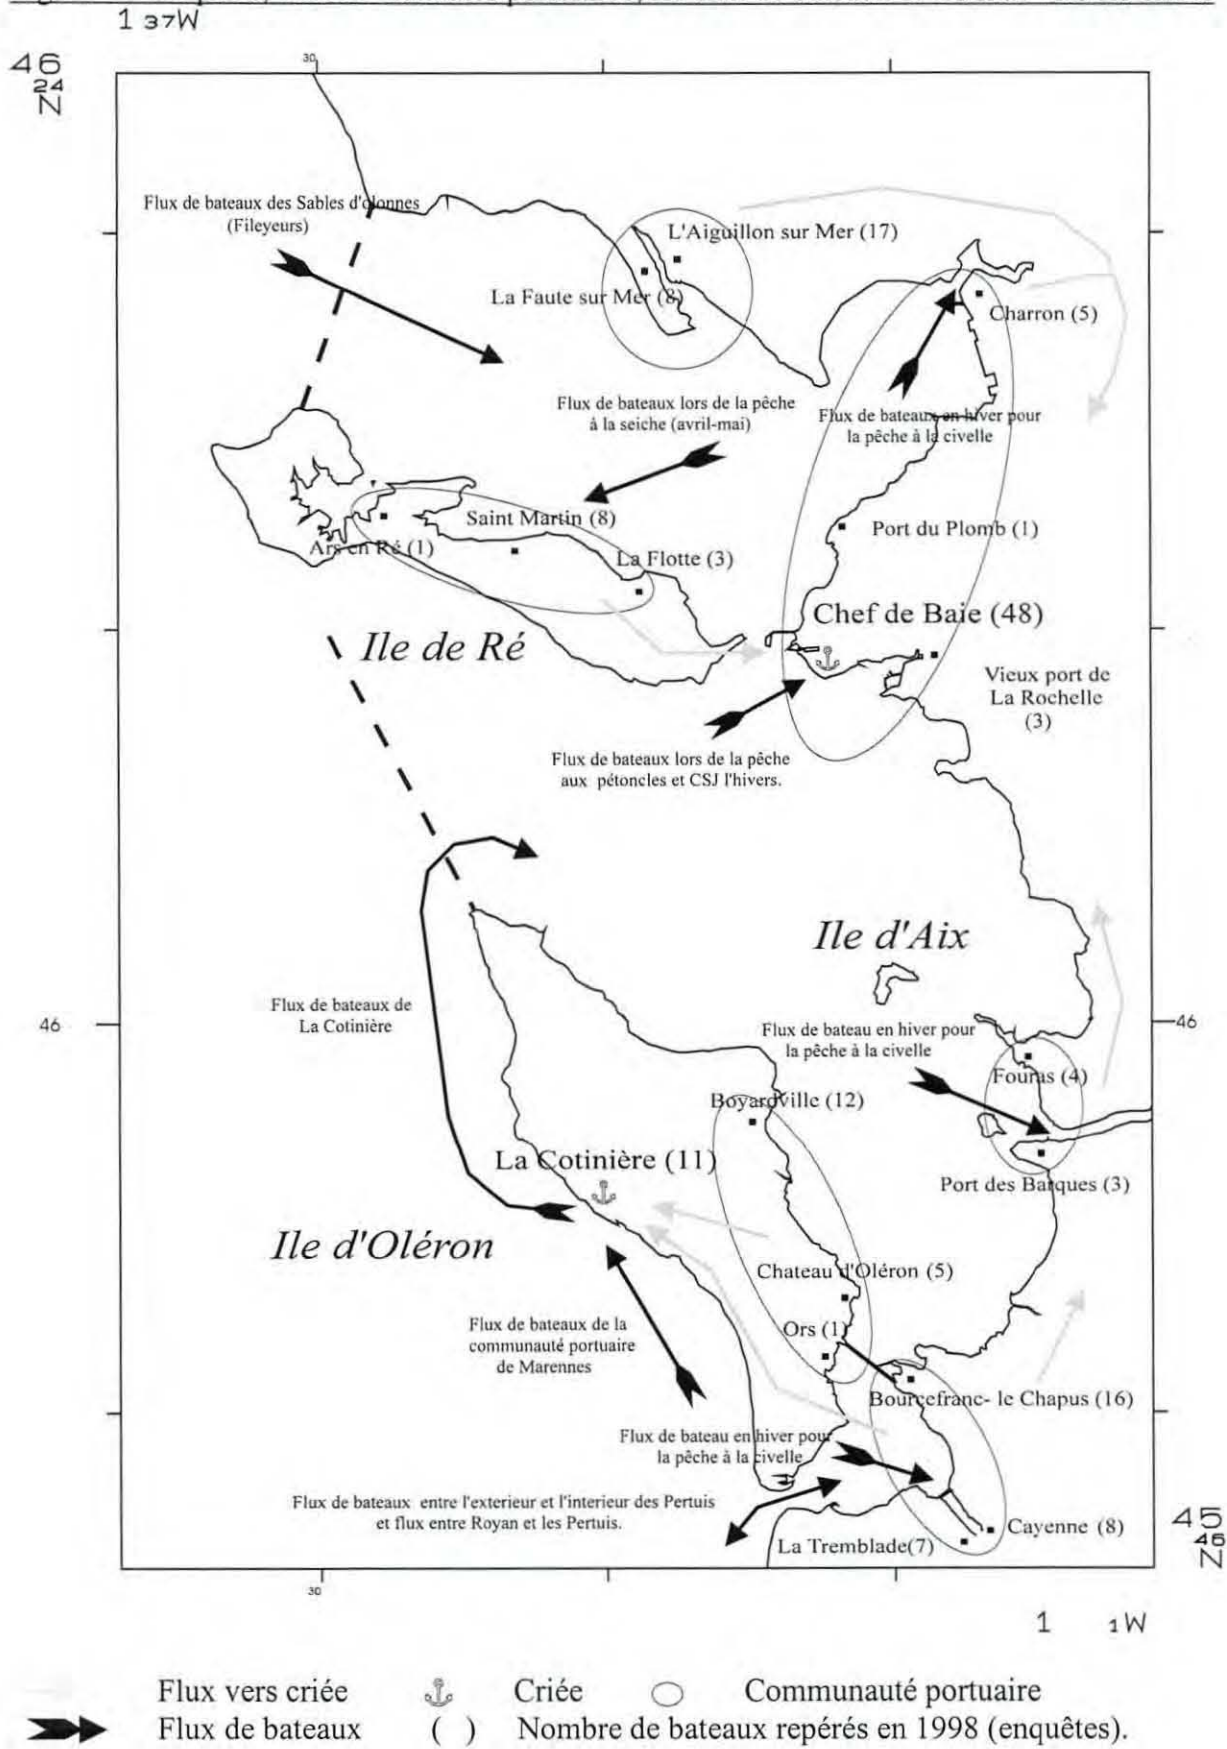 1 37W
46
24
N
30
Flux de bateaux des Sables d'olonnes
(Fileyeurs)
L'Aiguillon sur Mer (17)
La Faute sur Mer (8)
Charron (5)
Flux de bateaux lors de la pêche
à la seiche (avril-mai)
Flux de bateaux en hiver pour
la pêche à la civelle
Saint Martin (8)
Ars en Ré (1)
Port du Plomb (1)
La Flotte (3)
Chef de Baie (48)
Ile de Ré
Vieux port de
La Rochelle
(3)
Flux de bateaux lors de la pêche
aux pétoncles et CSJ l'hivers.
Ile d'Aix
Flux de bateaux de
La Cotinière
46
46
Flux de bateau en hiver pour
la pêche à la civelle
Fouras (4)
Boyardville (12)
La Cotinière (11)
Port des Barques (3)
Ile d'Oléron
Chateau d'Oléron (5)
Flux de bateaux de la
communauté portuaire
de Marennes
Ors (1)
Bourcefranc- le Chapus (16)
Flux de bateau en hiver pour
la pêche à la civelle
Flux de bateaux entre l'exterieur et l'interieur des Pertuis
et flux entre Royan et les Pertuis.
Cayenne (8)
La Tremblade(7)
45
46
N
30
1 1W
Flux vers criée
Criée
Communauté portuaire
Flux de bateaux
( ) Nombre de bateaux repérés en 1998 (enquêtes).